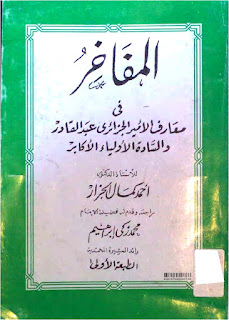 المفاخر
في
معارف الأمير الجزائري عبد القادر
والسادة الأولياء الأكابر
للأستاذ الدكتور
أحمد كمال الجزار
راجعه وقدم له فضيلة الإمام
محمد زكي إبراهيم
رائد العشيرة المحمدية
الطبعة الأولى